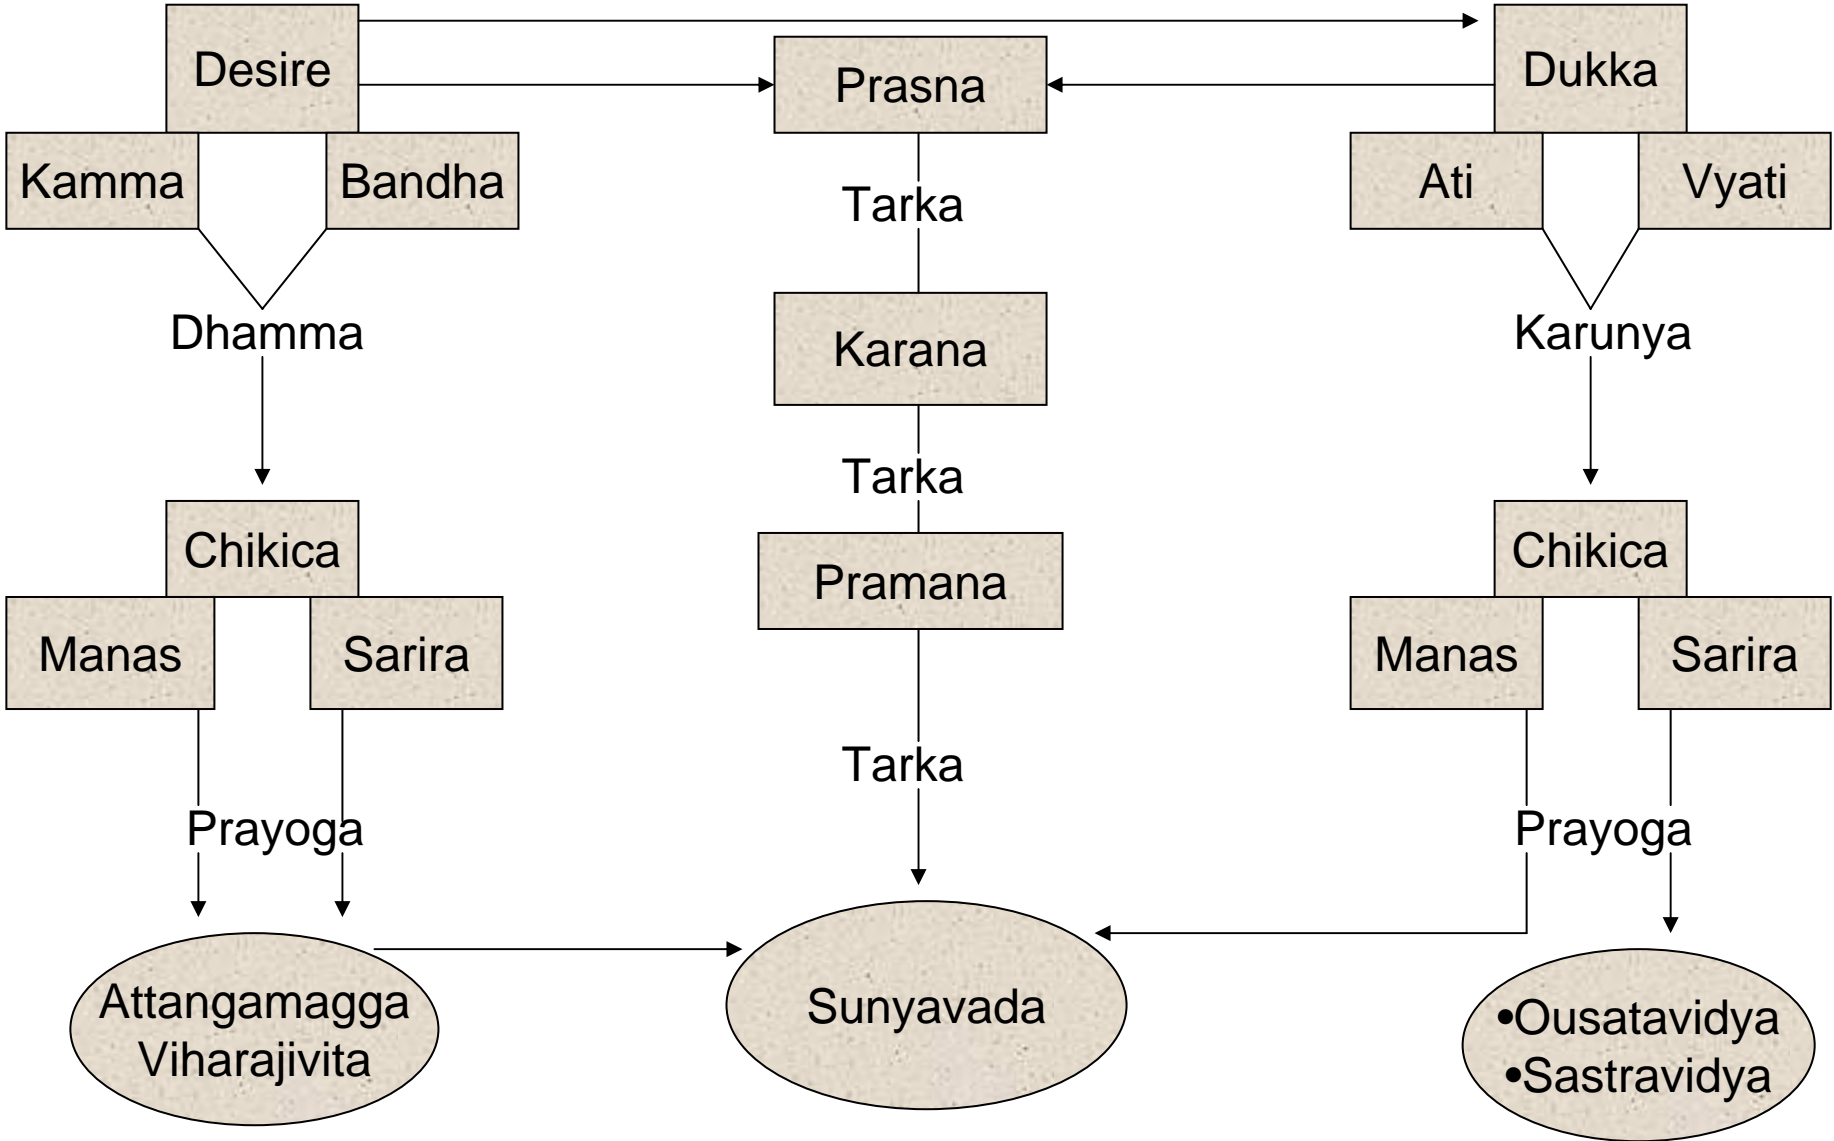 Desire
Prasna
Dukka
Kamma
Bandha
Ati
Vyati
Tarka
Dhamma
Karunya
Karana
Tarka
Chikica
Chikica
Pramana
Manas
Sarira
Manas
Sarira
Tarka
Prayoga
Prayoga
Attangamagga
Viharajivita
Sunyavada
•Ousatavidya
•Sastravidya